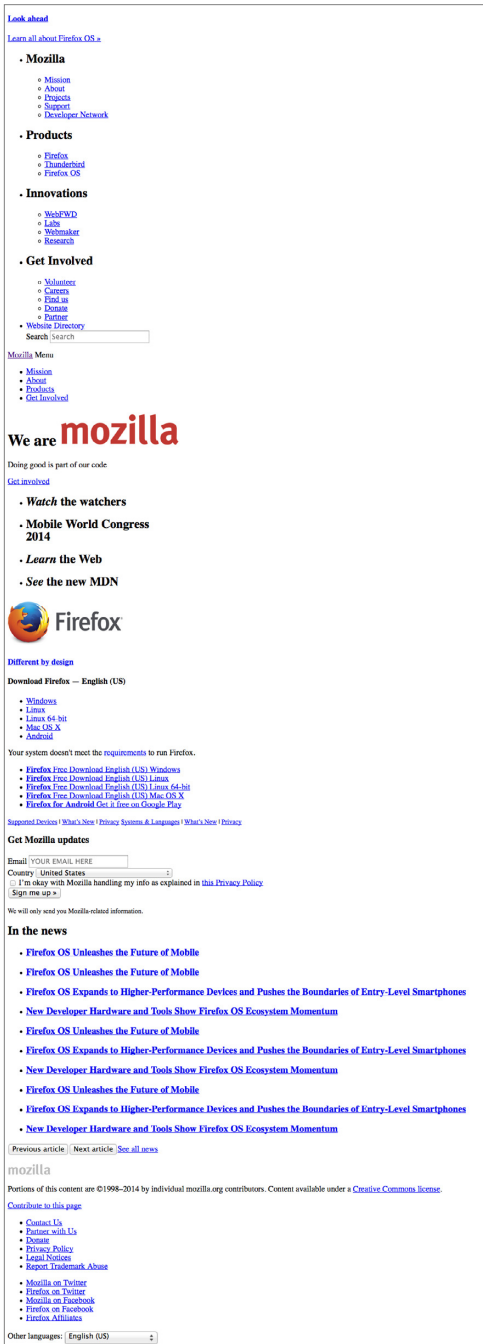 Look ahead
Learn all about Firefox OS »
Mozilla
Mission
About
Projects
Support
Developer Network
Products
Firefox
Thunderbird
Firefox OS
Innovations
WebFWD
Labs
Webmaker
Research
Get Involved
Volunteer
Careers
Find us
Donate
Partner
Website Directory
Search Search
Mozilla Menu
Mission
About
Products
Get Involved
We are mozilla
Doing good is part of our code
Get involved
Watch the watchers
Mobile World Congress
2014
Learn the Web
See the new MDN
Firefox
Different by design
Download Firefox — English (US)
Windows
Linux
Linux 64-bit
Mac OS X
Android
Your system doesn't meet the requirements to run Firefox.
Firefox Free Download English (US) Windows
Firefox Free Download English (US) Linux
Firefox Free Download English (US) Linux 64-bit
Firefox Free Download English (US) Mac OS X
Firefox for Android Get it free on Google Play
Supported Devices | What's New | Privacy Systems & Languages | What's New | Privacy
Get Mozilla updates
Email YOUR EMAIL HERE
Country United States
I'm okay with Mozilla handling my info as explained in this Privacy Policy
Sign me up »
We will only send you Mozilla-related information.
In the news
Firefox OS Unleashes the Future of Mobile
Firefox OS Unleashes the Future of Mobile
Firefox OS Expands to Higher-Performance Devices and Pushes the Boundaries of Entry-Level Smartphones
New Developer Hardware and Tools Show Firefox OS Ecosystem Momentum
Firefox OS Unleashes the Future of Mobile
Firefox OS Expands to Higher-Performance Devices and Pushes the Boundaries of Entry-Level Smartphones
New Developer Hardware and Tools Show Firefox OS Ecosystem Momentum
Firefox OS Unleashes the Future of Mobile
Firefox OS Expands to Higher-Performance Devices and Pushes the Boundaries of Entry-Level Smartphones
New Developer Hardware and Tools Show Firefox OS Ecosystem Momentum
Previous article Next article See all news
mozilla
Portions of this content are ©1998–2014 by individual mozilla.org contributors. Content available under a Creative Commons license.
Contribute to this page
Contact Us
Partner with Us
Donate
Privacy Policy
Legal Notices
Report Trademark Abuse
Mozilla on Twitter
Firefox on Twitter
Mozilla on Facebook
Firefox on Facebook
Firefox Affiliates
Other languages: English (US)